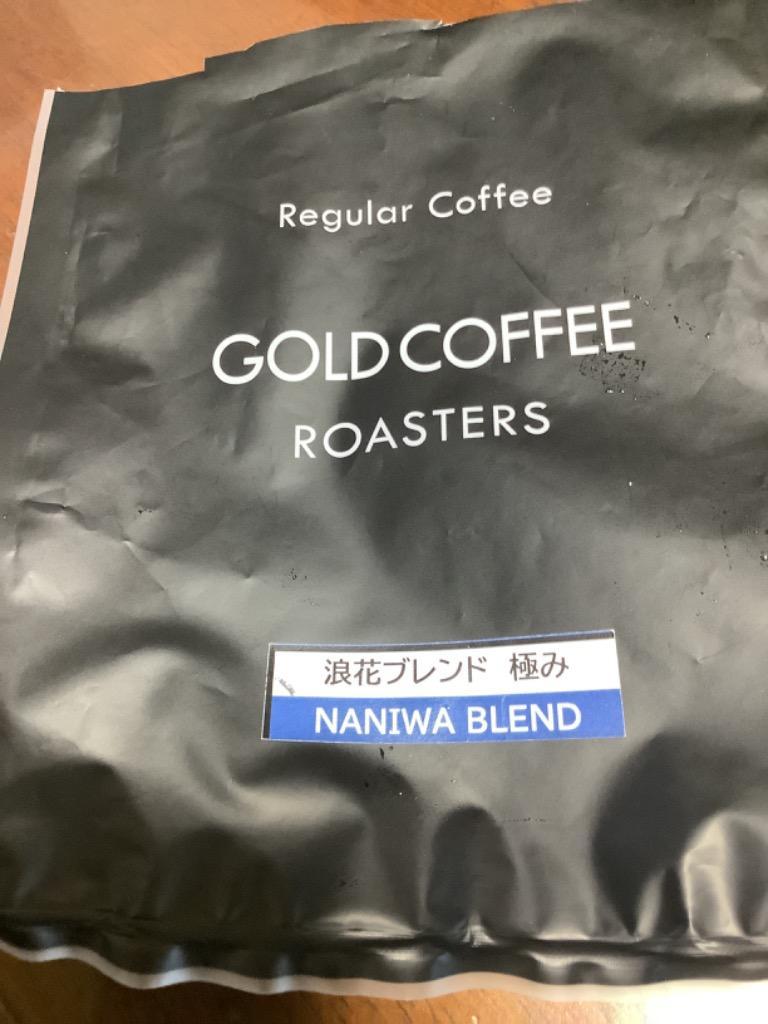 Regular Coffee
GOLD COFFEE
ROASTERS
浪花ブレンド 極み
NANIWA BLEND